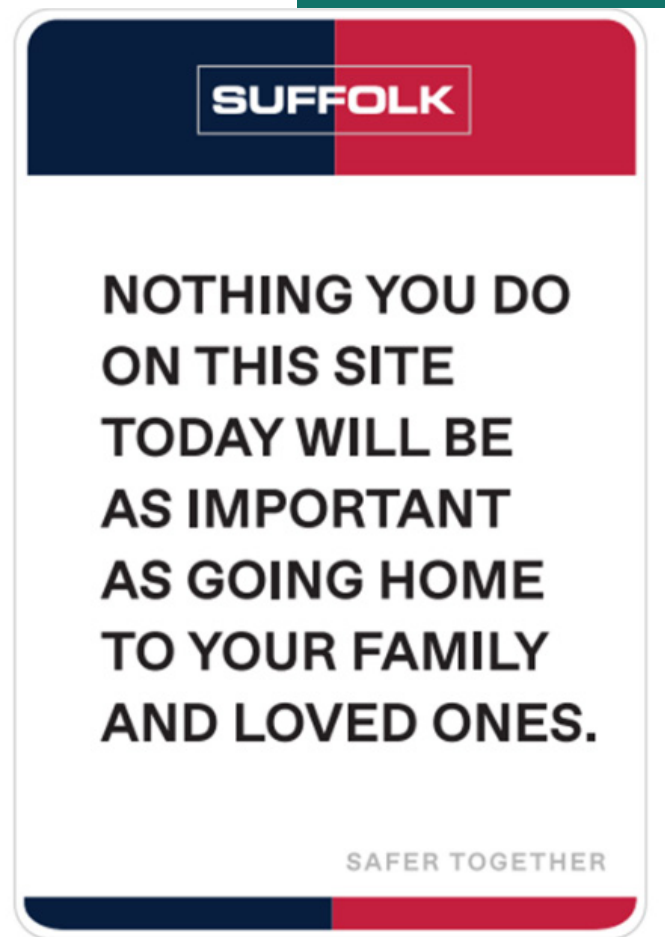 SUFFOLK
NOTHING YOU DO
ON THIS SITE
TODAY WILL BE
AS IMPORTANT
AS GOING HOME
TO YOUR FAMILY
AND LOVED ONES.
SAFER TOGETHER